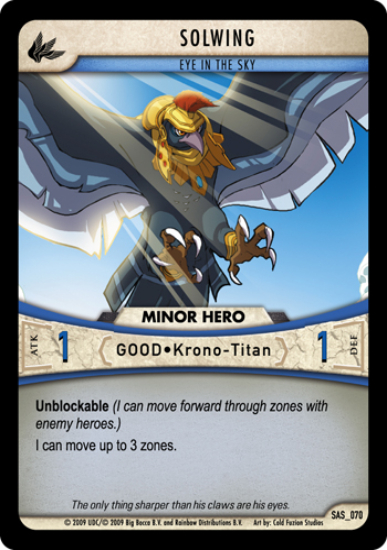 SOLWING
EYE IN THE SKY
MINOR HERO
ATK
1
GOOD•Krono-Titan
1
DEF
Unblockable (I can move forward through zones with
enemy heroes.)
I can move up to 3 zones.
The only thing sharper than his claws are his eyes.
© 2009 UDC/© 2009 Big Bocca B.V. and Rainbow Distributions B.V. Art by: Cold Fusion Studios
SAS_070